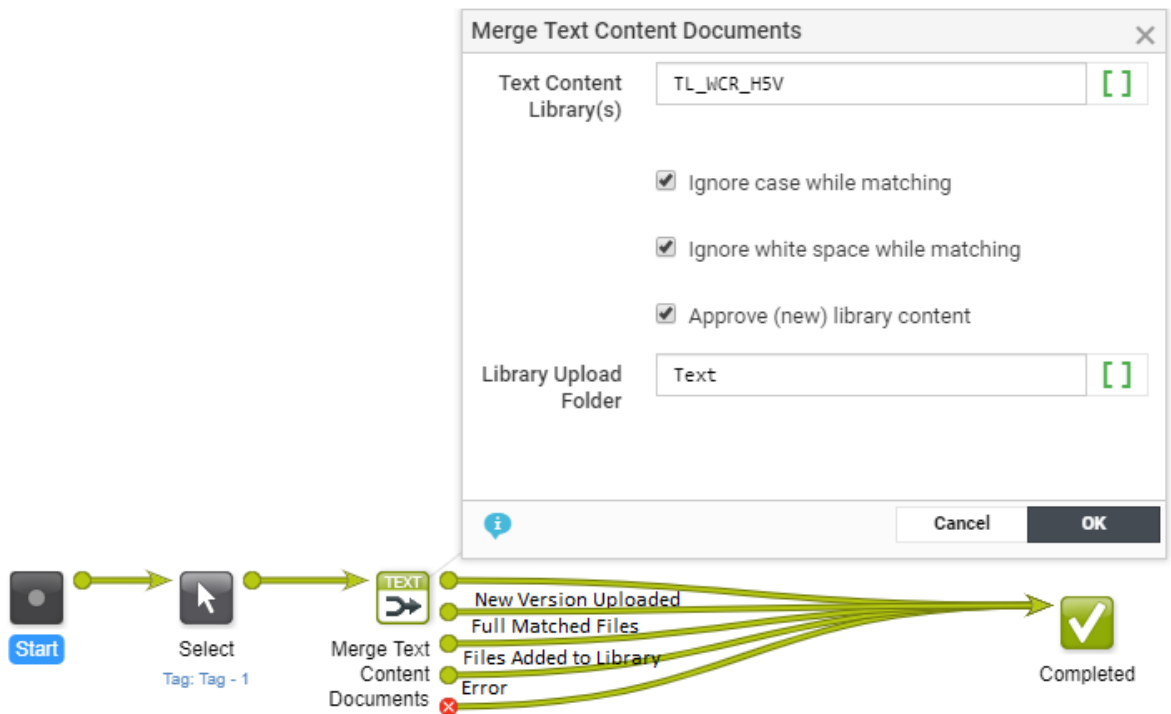 Merge Text Content Documents
Text Content
Library(s)
TL_WCR_H5V
[ ]
Ignore case while matching
Ignore white space while matching
Approve (new) library content
Library Upload
Folder
Text
[ ]
Cancel
OK
TEXT
New Version Uploaded
Full Matched Files
Files Added to Library
Error
Start
Select
Tag: Tag - 1
Merge Text
Content
Documents
Completed